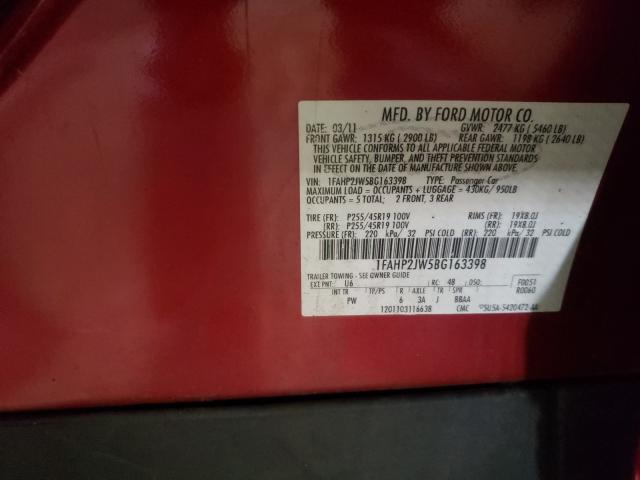 MFD. BY FORD MOTOR CO.
DATE: 03/11 GVWR: 2477 KG ( 5460 LB)
FRONT GAWR: 1315 KG ( 2900 LB) REAR GAWR: 1198 KG ( 2640 LB)
THIS VEHICLE CONFORMS TO ALL APPLICABLE FEDERAL MOTOR
VEHICLE SAFETY, BUMPER, AND THEFT PREVENTION STANDARDS
IN EFFECT ON THE DATE OF MANUFACTURE SHOWN ABOVE.
VIN: 1FAHP2JW5BG163398 TYPE: Passenger Car
MAXIMUM LOAD = OCCUPANTS + LUGGAGE = 430KG/ 950LB
OCCUPANTS = 5 TOTAL; 2 FRONT, 3 REAR
TIRE (FR): P255/45R19 100V RIMS (FR): 19X8.0J
(RR): P255/45R19 100V (RR): 19X8.0J
PRESSURE (FR): 220 kPa/ 32 PSI COLD (RR): 220 kPa/ 32 PSI COLD
1FAHP2JW5BG163398
TRAILER TOWING - SEE OWNER GUIDE
EXT PNT: U6 RC: 48 DSO: F0051
R0060
INT TR TP/PS R AXLE TR SPR
PW 6 3A J BBAA
1201103116638 CMC 5U5A-5420472-AA